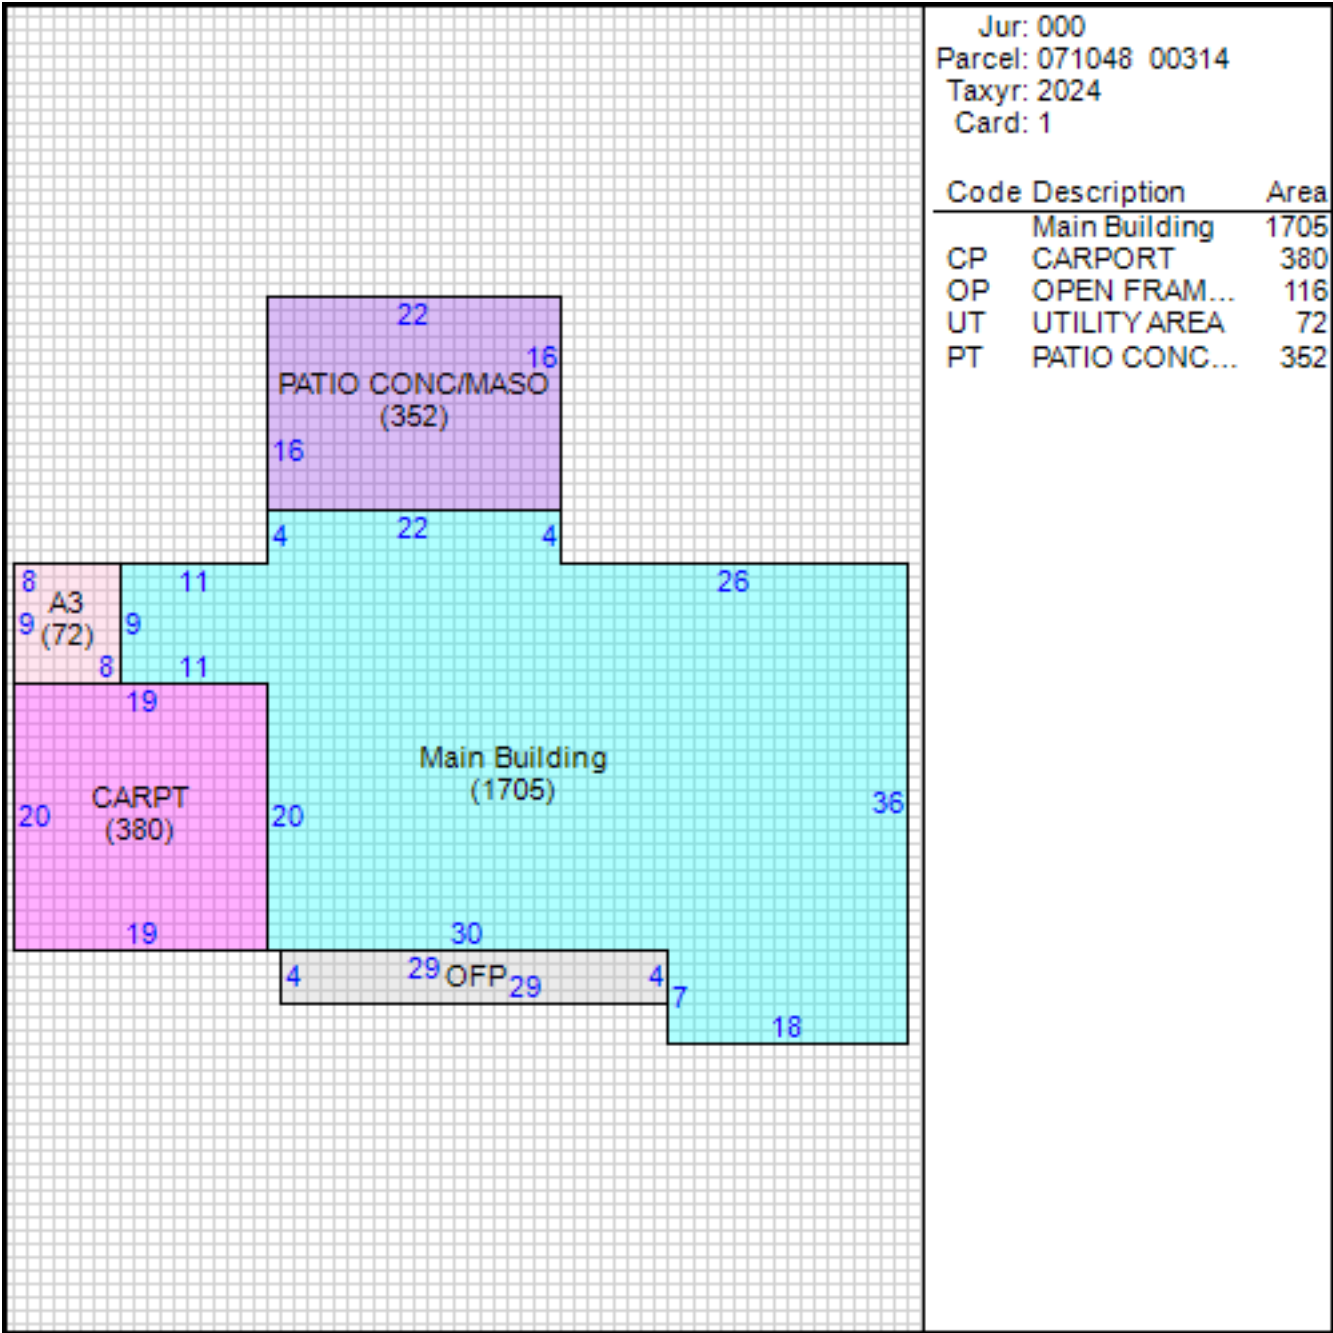 Jur: 000
Parcel: 071048 00314
Taxyr: 2024
Card: 1
Code Description Area
Main Building 1705
CP CARPORT 380
OP OPEN FRAM... 116
UT UTILITY AREA 72
PT PATIO CONC... 352
22
16
PATIO CONC/MASO
(352)
16
4 22 4
8 11 26
A3
9 (72) 9
8 11
19
Main Building
(1705)
CARPT
(380)
20 20 36
19 30
4 29 OFP 29 4
7
18